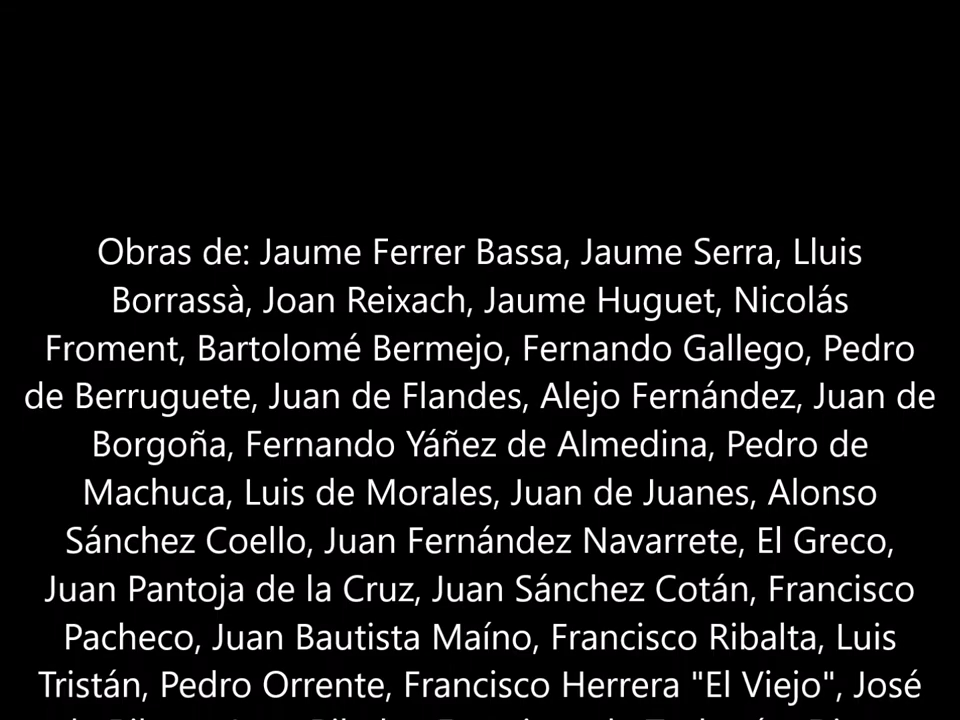 Obras de: Jaume Ferrer Bassa, Jaume Serra, Lluis
Borrassà, Joan Reixach, Jaume Huguet, Nicolás
Froment, Bartolomé Bermejo, Fernando Gallego, Pedro
de Berruguete, Juan de Flandes, Alejo Fernández, Juan de
Borgoña, Fernando Yáñez de Almedina, Pedro de
Machuca, Luis de Morales, Juan de Juanes, Alonso
Sánchez Coello, Juan Fernández Navarrete, El Greco,
Juan Pantoja de la Cruz, Juan Sánchez Cotán, Francisco
Pacheco, Juan Bautista Maíno, Francisco Ribalta, Luis
Tristán, Pedro Orrente, Francisco Herrera "El Viejo", José